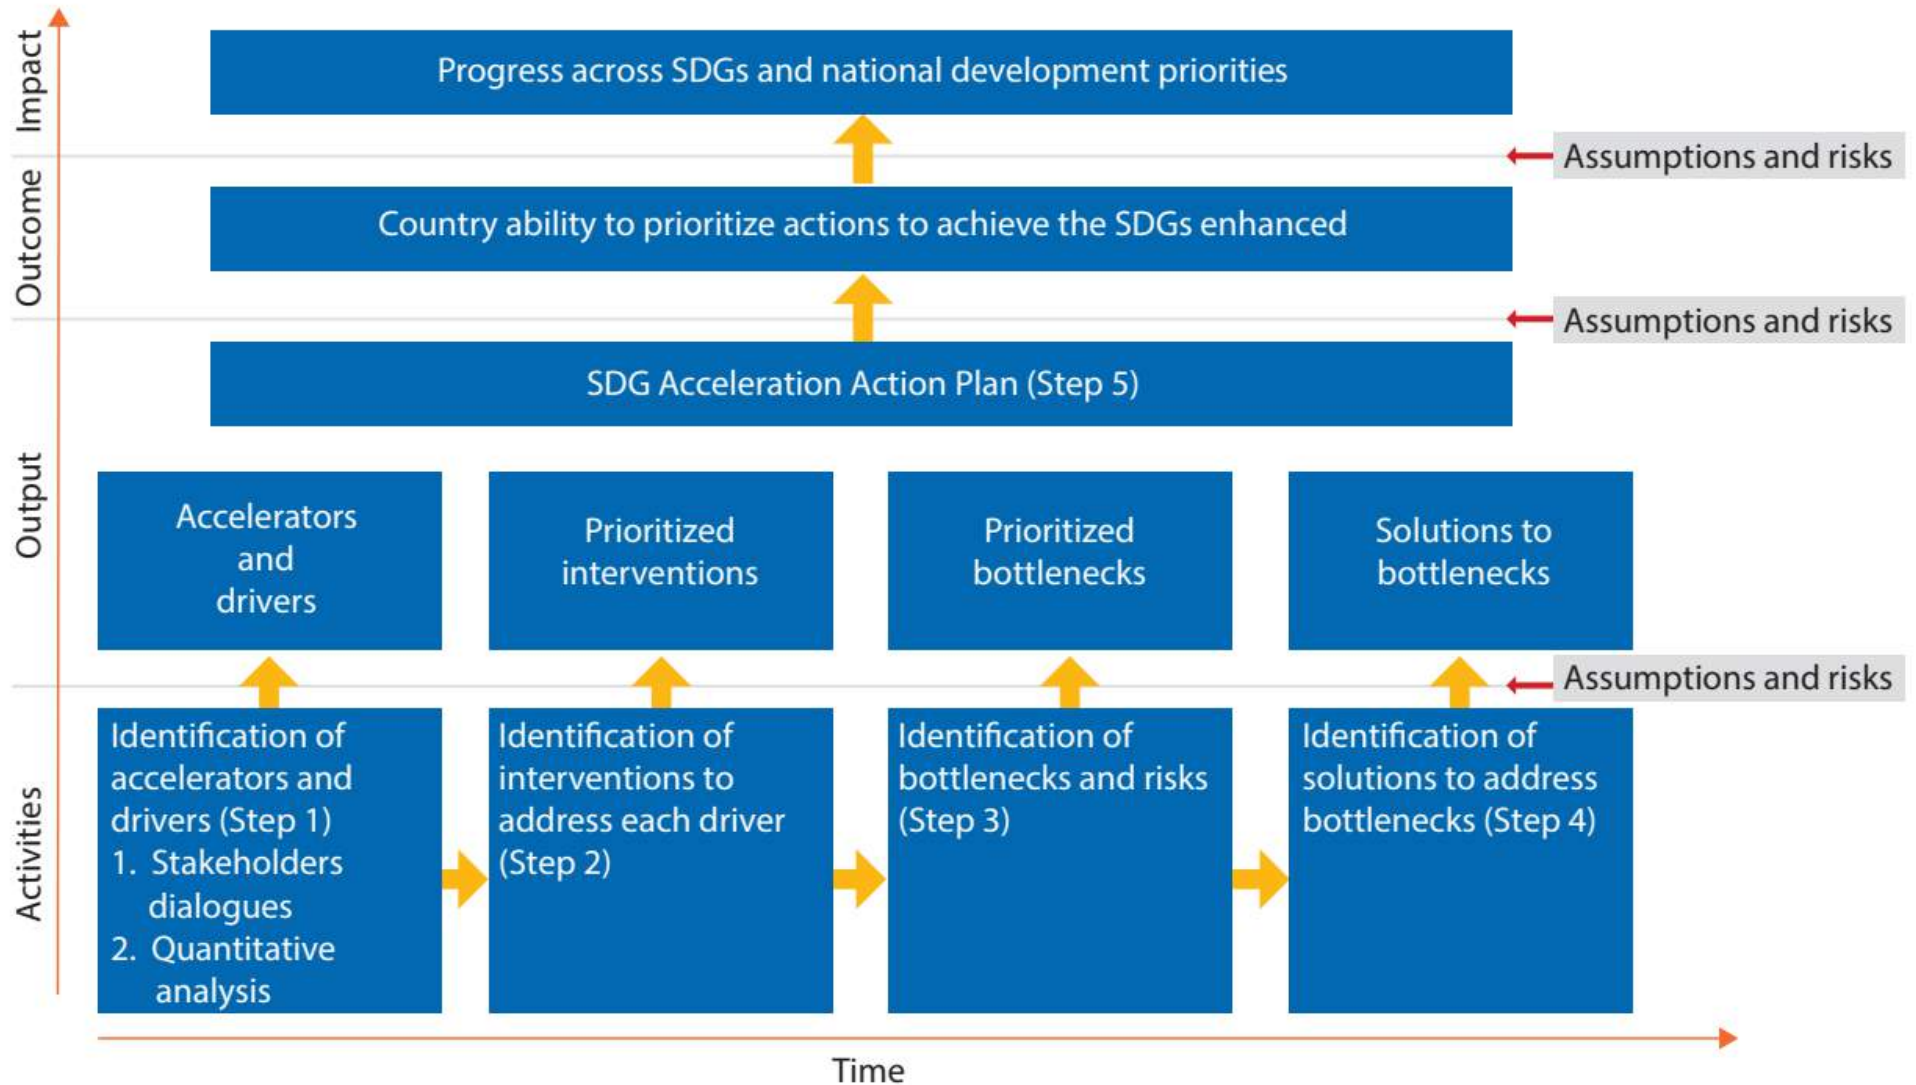 Impact
Progress across SDGs and national development priorities
Assumptions and risks
Outcome
Country ability to prioritize actions to achieve the SDGs enhanced
Assumptions and risks
Output
SDG Acceleration Action Plan (Step 5)
Accelerators
and
drivers
Prioritized
interventions
Prioritized
bottlenecks
Solutions to
bottlenecks
Assumptions and risks
Activities
Identification of
accelerators and
drivers (Step 1)
1. Stakeholders
dialogues
2. Quantitative
analysis
Identification of
interventions to
address each driver
(Step 2)
Identification of
bottlenecks and risks
(Step 3)
Identification of
solutions to address
bottlenecks (Step 4)
Time